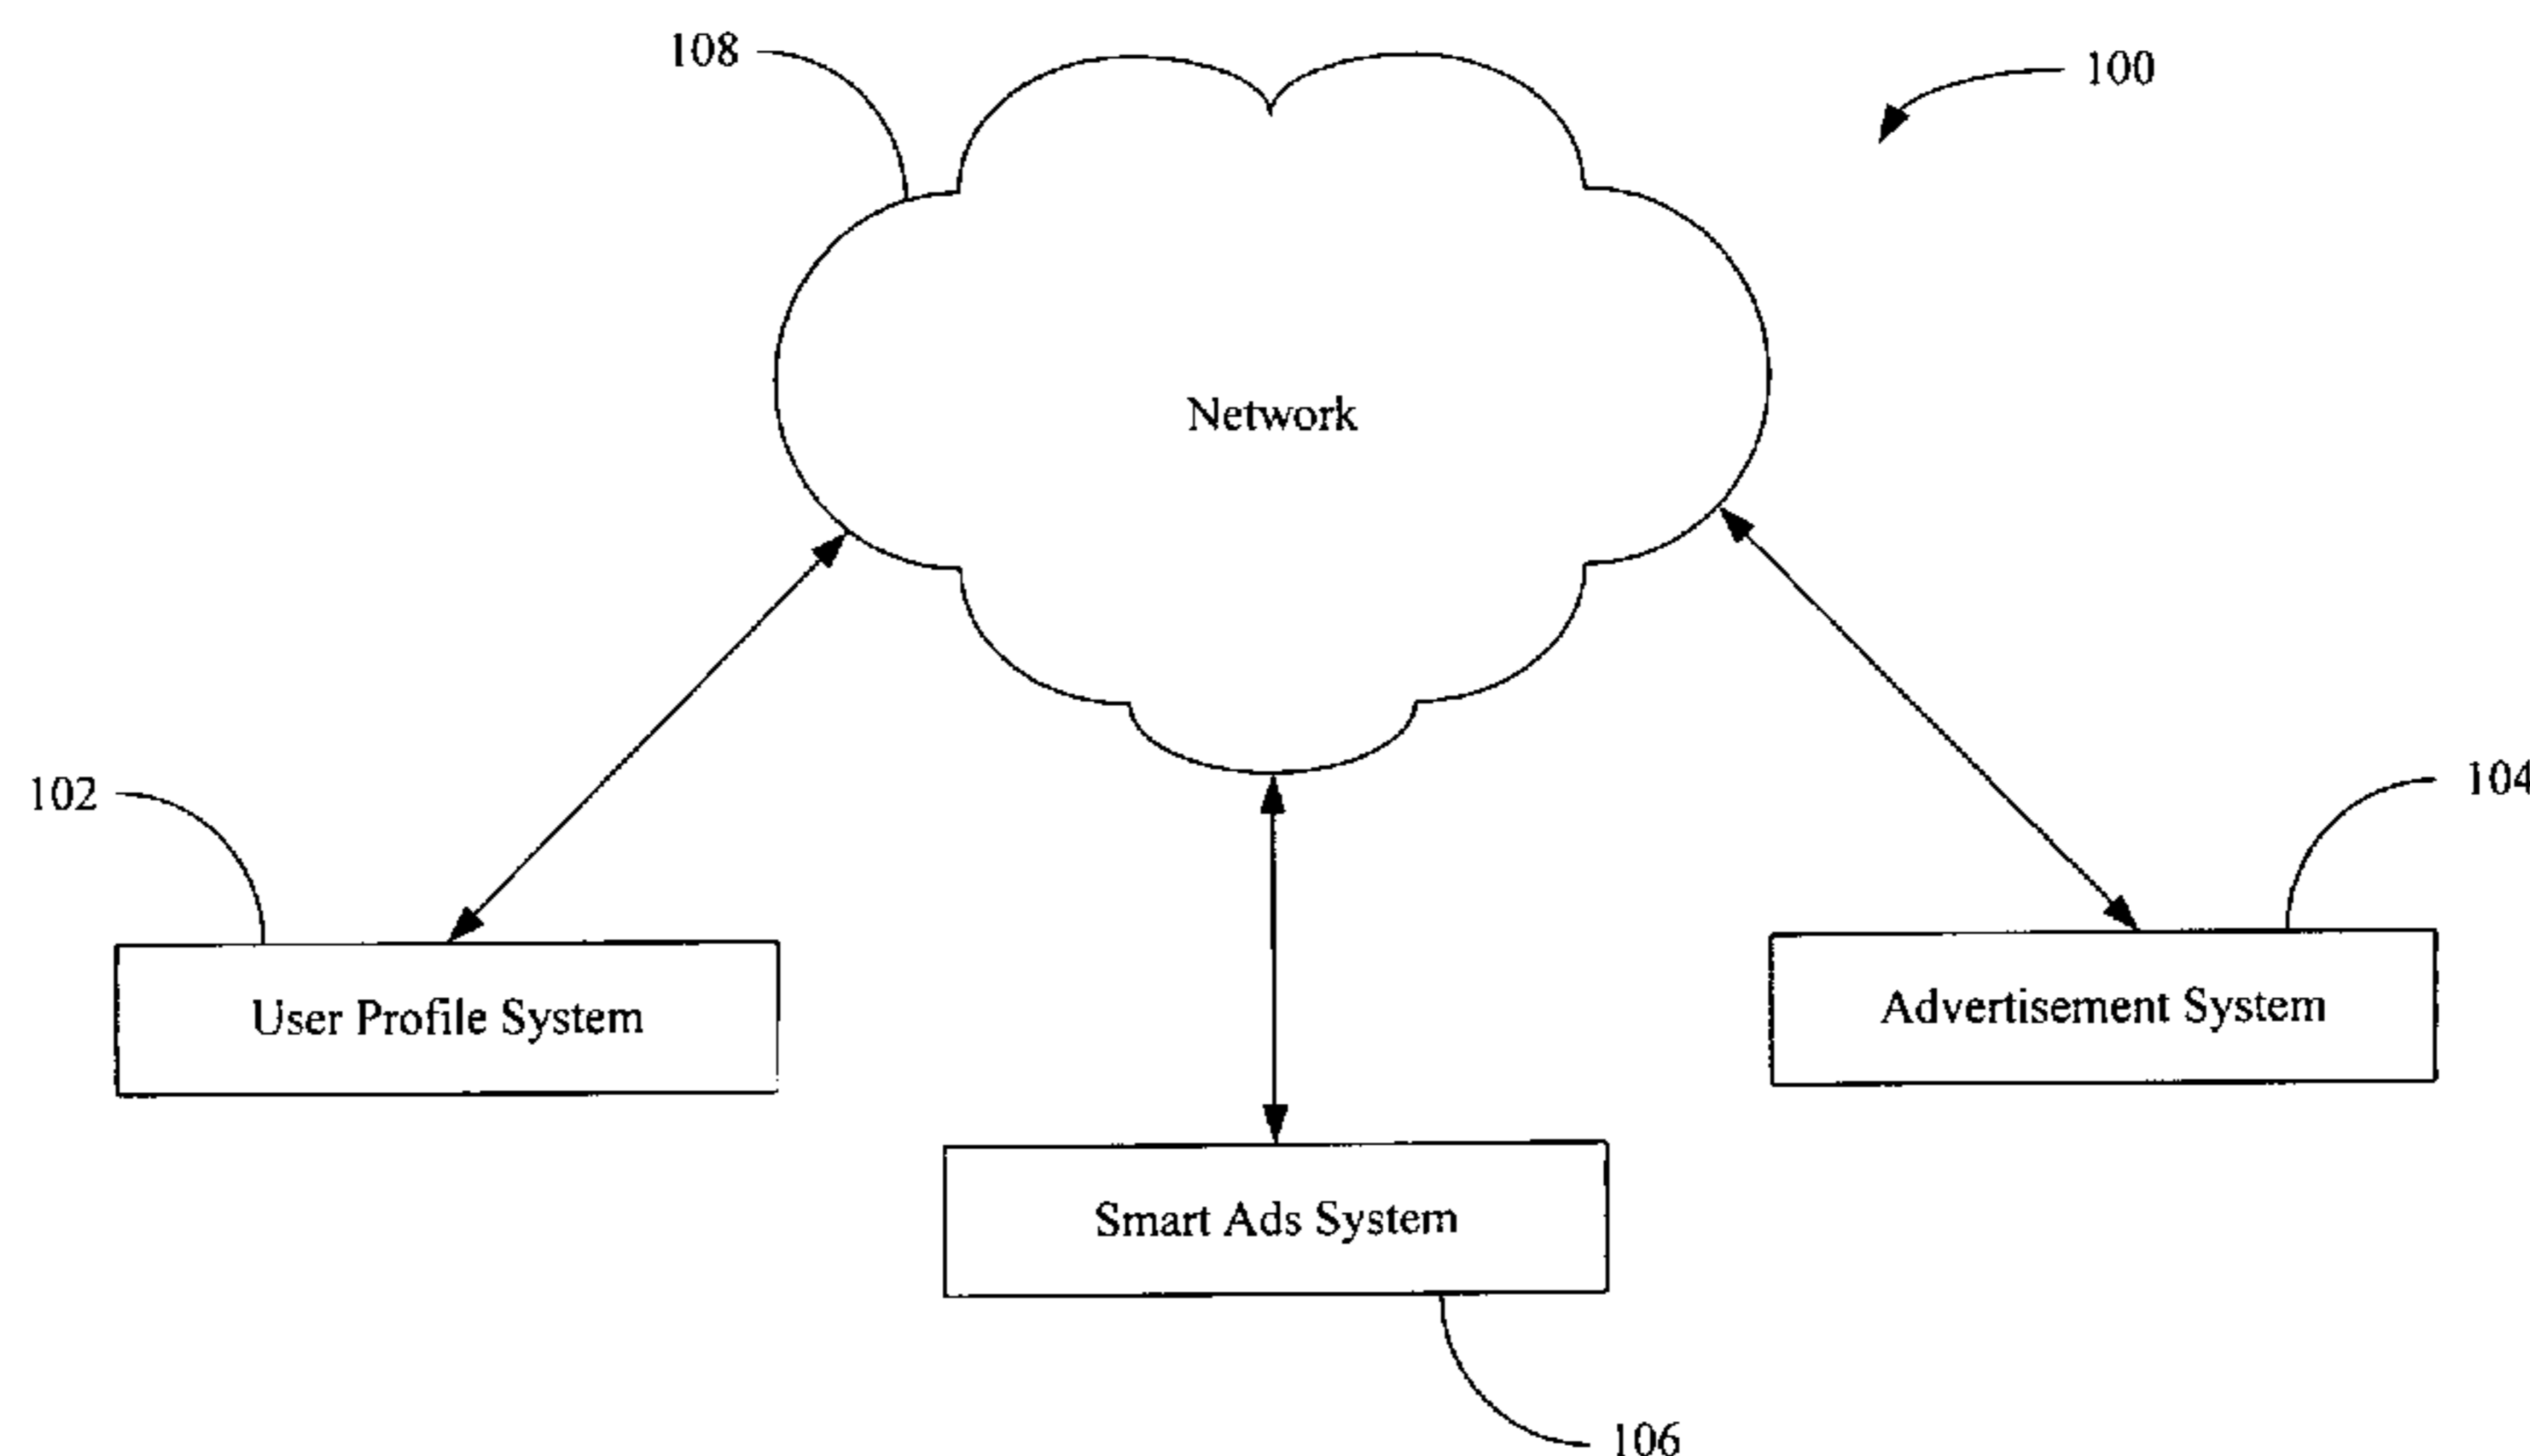 108
100
Network
102
104
User Profile System
Advertisement System
Smart Ads System
106